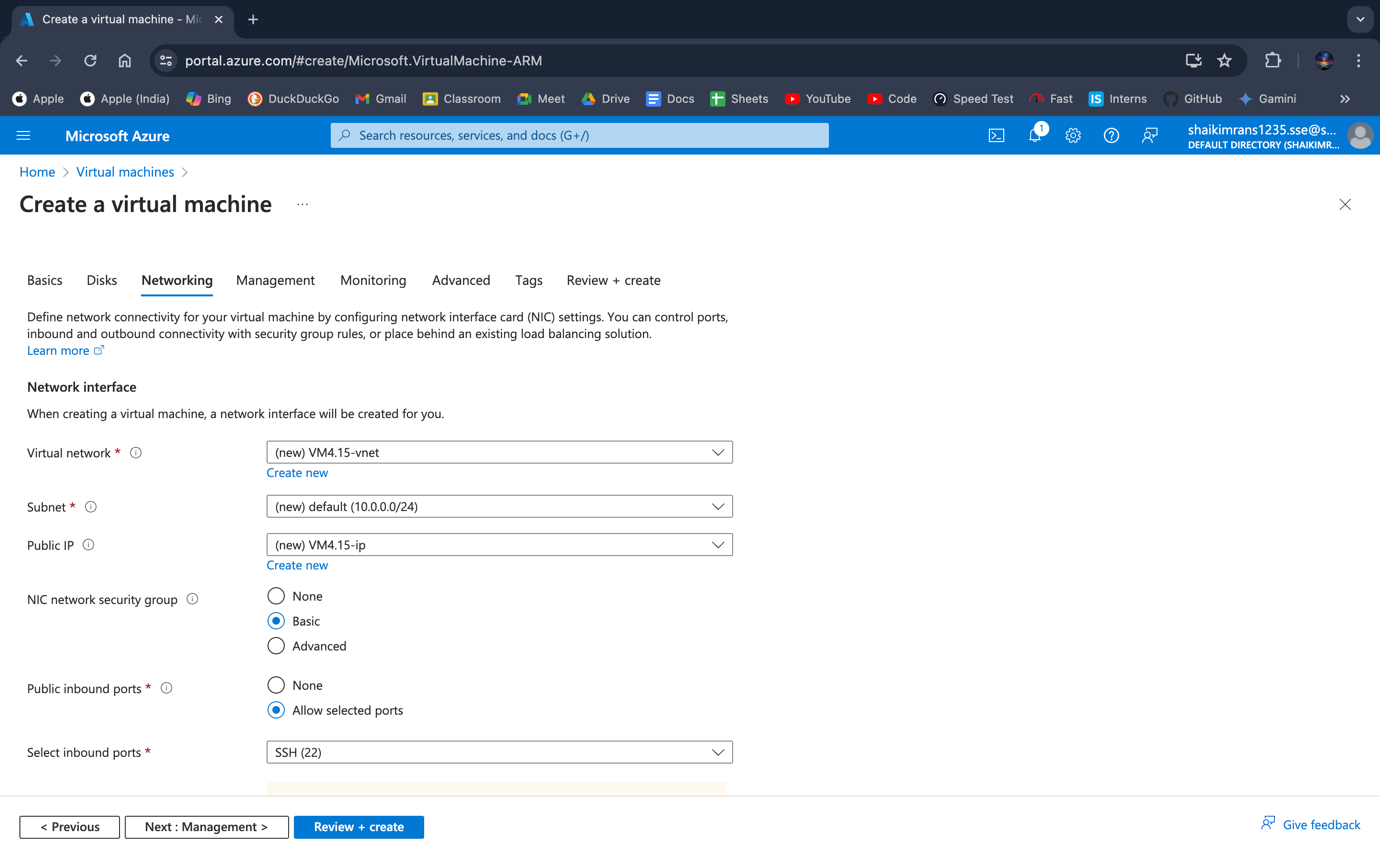 Create a virtual machine - Mic
portal.azure.com/#create/Microsoft.VirtualMachine-ARM
Apple
Apple (India)
Bing
DuckDuckGo
Gmail
Classroom
Meet
Drive
Docs
Sheets
YouTube
Code
Speed Test
Fast
IS Interns
GitHub
Gamini
Microsoft Azure
Search resources, services, and docs (G+/)
1
shaikimrans1235.sse@s...
DEFAULT DIRECTORY (SHAIKIMR...
Home > Virtual machines >
Create a virtual machine ...
Basics
Disks
Networking
Management
Monitoring
Advanced
Tags
Review + create
Define network connectivity for your virtual machine by configuring network interface card (NIC) settings. You can control ports,
inbound and outbound connectivity with security group rules, or place behind an existing load balancing solution.
Learn more
Network interface
When creating a virtual machine, a network interface will be created for you.
Virtual network *
(new) VM4.15-vnet
Create new
Subnet *
(new) default (10.0.0.0/24)
Public IP
(new) VM4.15-ip
Create new
NIC network security group
None
Basic
Advanced
Public inbound ports *
None
Allow selected ports
Select inbound ports *
SSH (22)
< Previous
Next : Management >
Review + create
Give feedback